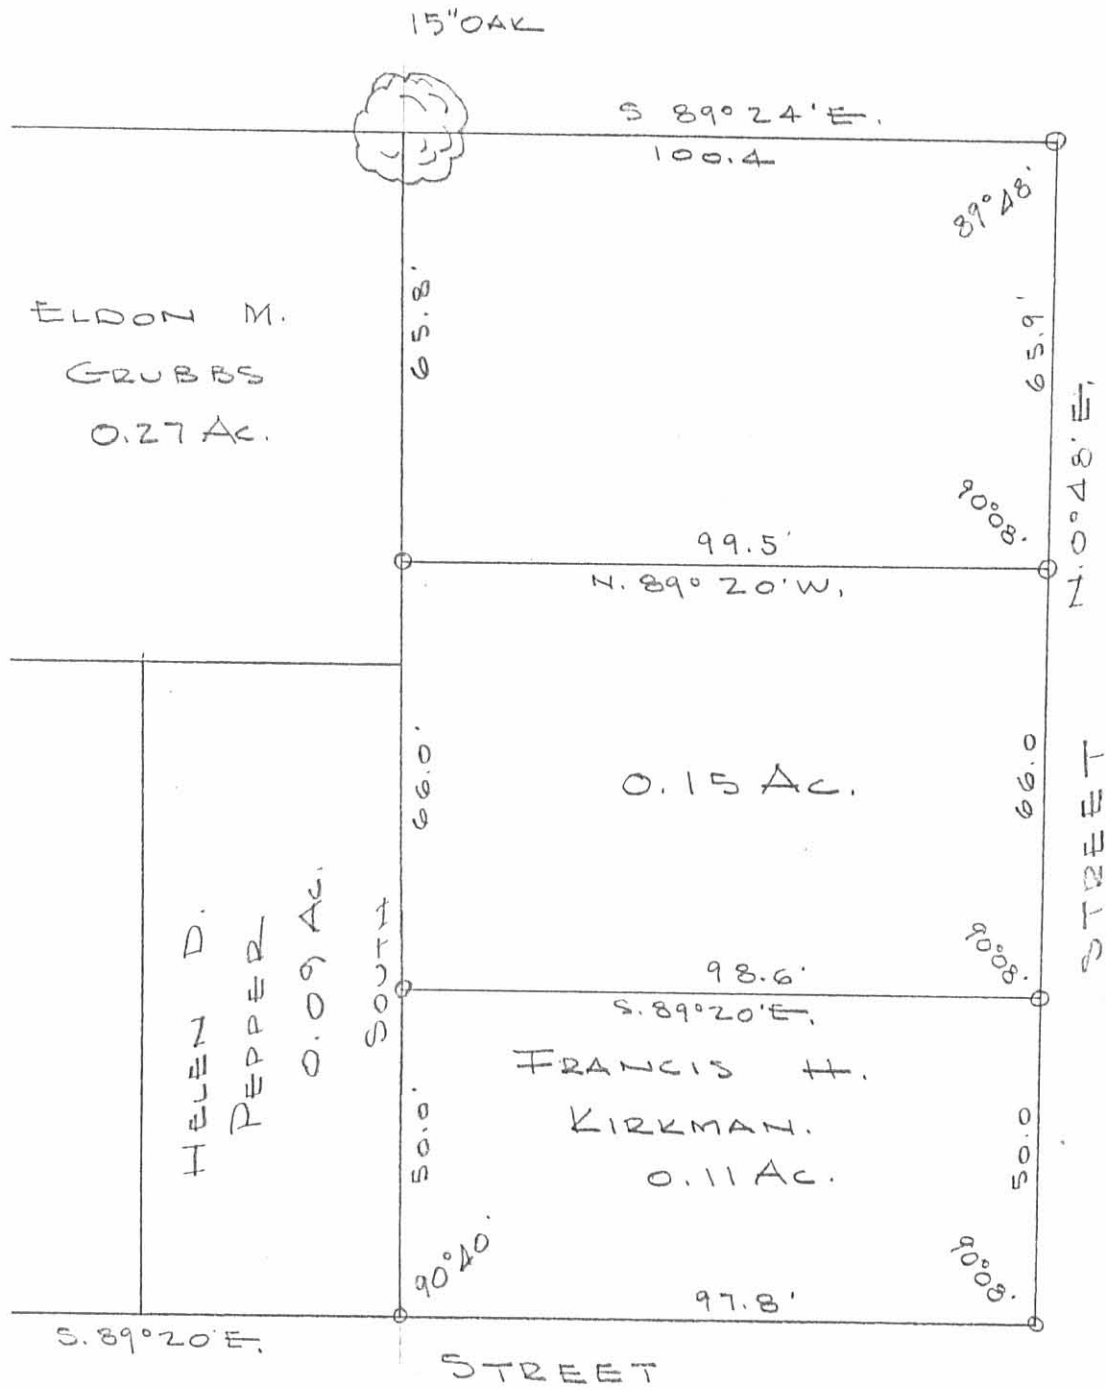 15"OAK
S 89° 24' E.
100.4
89° 48'
65.8'
65.9'
ELDON M.
GRUBBS
0.27 Ac.
N. 0° 48' E.
90°08'
99.5'
N. 89° 20' W.
66.0'
66.0
0.15 Ac.
STREET
HELEN D.
PEPPER
0.09 Ac.
SOUTH
90°08'
98.6'
S. 89° 20' E.
FRANCIS H.
KIRKMAN.
0.11 Ac.
50.0'
50.0
90° 40'
90°08'
97.8'
S. 89° 20' E.
STREET